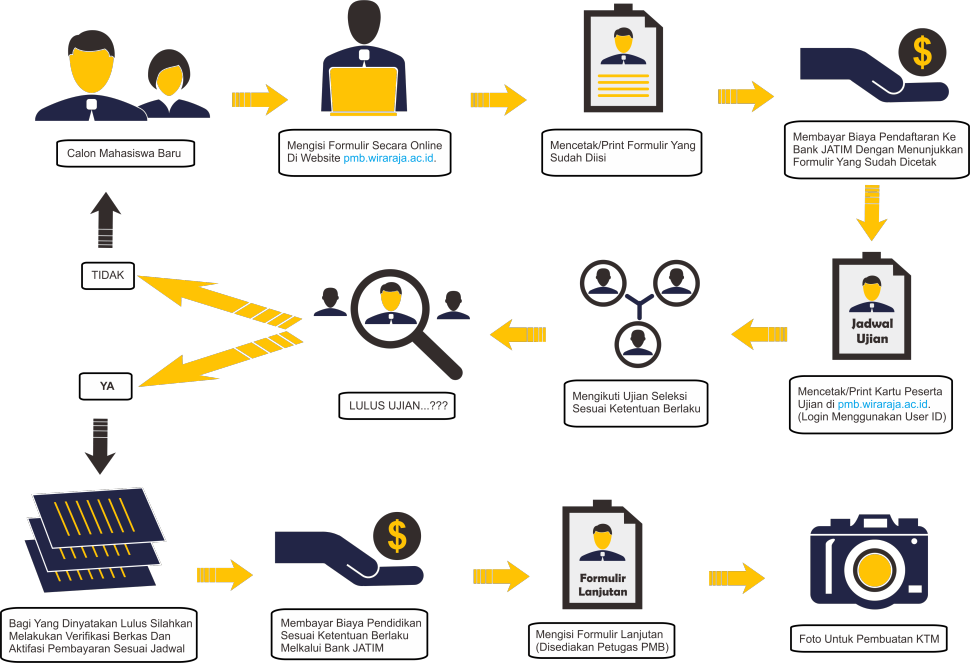 Calon Mahasiswa Baru
Mengisi Formulir Secara Online
Di Website pmb.wiraraja.ac.id.
Mencetak/Print Formulir Yang
Sudah Diisi
$
Membayar Biaya Pendaftaran Ke
Bank JATIM Dengan Menunjukkan
Formulir Yang Sudah Dicetak
Jadwal
Ujian
Mencetak/Print Kartu Peserta
Ujian di pmb.wiraraja.ac.id.
(Login Menggunakan User ID)
Mengikuti Ujian Seleksi
Sesuai Ketentuan Berlaku
LULUS UJIAN...???
TIDAK
YA
Bagi Yang Dinyatakan Lulus Silahkan
Melakukan Verifikasi Berkas Dan
Aktifasi Pembayaran Sesuai Jadwal
$
Membayar Biaya Pendidikan
Sesuai Ketentuan Berlaku
Melkalui Bank JATIM
Formulir
Lanjutan
Mengisi Formulir Lanjutan
(Disediakan Petugas PMB)
Foto Untuk Pembuatan KTM